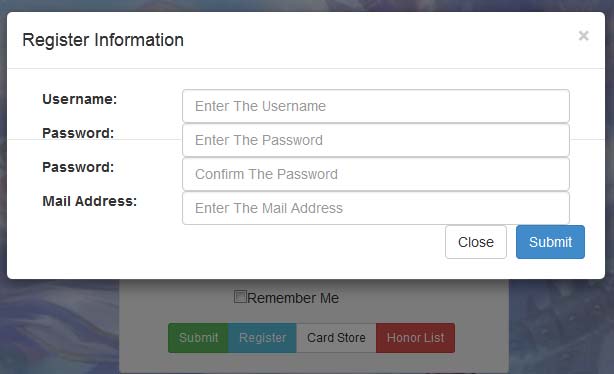 Register Information ×
Username: Enter The Username
Password: Enter The Password
Password: Confirm The Password
Mail Address: Enter The Mail Address
Close Submit
Remember Me
Submit Register Card Store Honor List